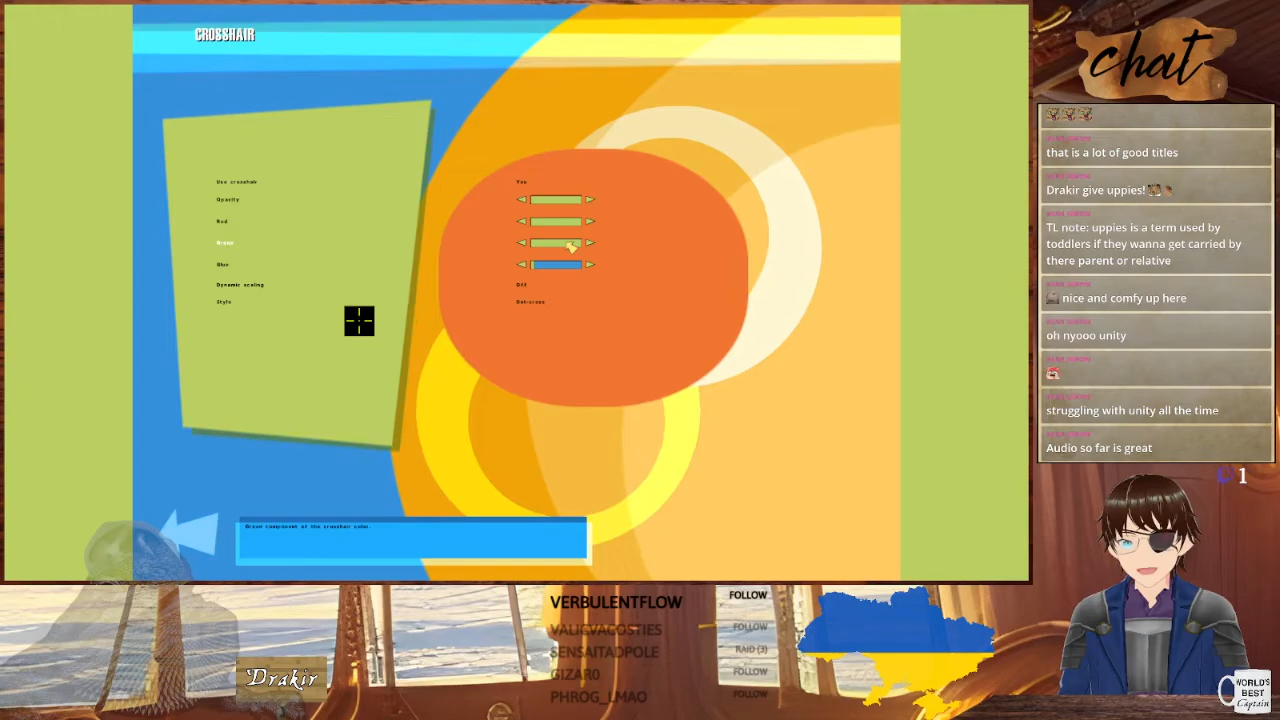 CROSSHAIR
Use crosshair
Yes
Opacity
Red
Green
Blue
Dynamic scaling
Off
Style
Dot-cross
Green component of the crosshair color.
chat
that is a lot of good titles
Drakir give uppies!
TL note: uppies is a term used by
toddlers if they wanna get carried by
there parent or relative
nice and comfy up here
oh nyooo unity
struggling with unity all the time
Audio so far is great
1
VERBULENTFLOW FOLLOW
VALICVACOSTIES FOLLOW
SENSAITADPOLE RAID (3)
GIZAR0 FOLLOW
PHROG_LMAO FOLLOW
Drakir
WORLD'S
BEST
Captain